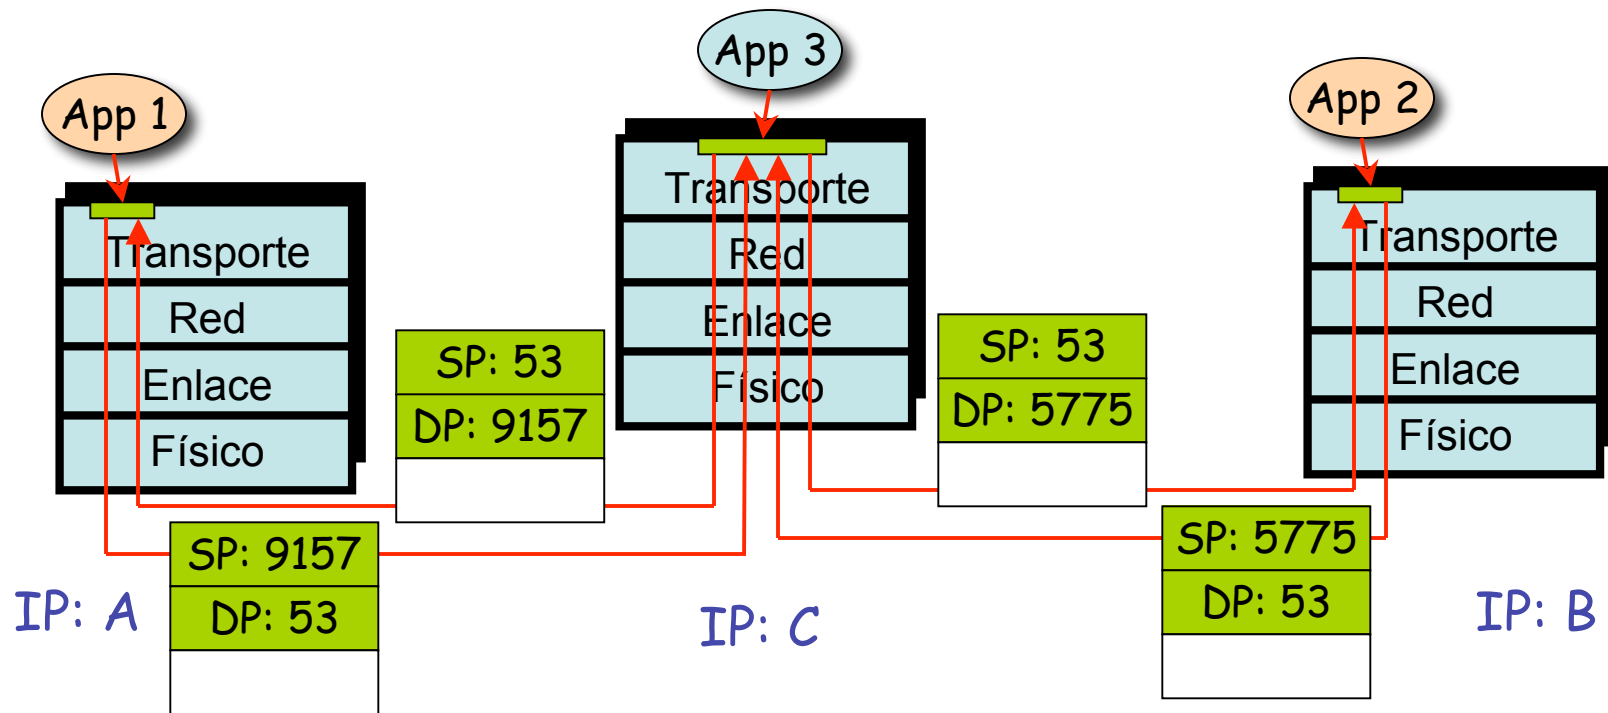 App 1
Transporte
Red
Enlace
Físico
IP: A
SP: 53
DP: 9157
SP: 9157
DP: 53
App 3
Transporte
Red
Enlace
Físico
IP: C
SP: 53
DP: 5775
SP: 5775
DP: 53
App 2
Transporte
Red
Enlace
Físico
IP: B